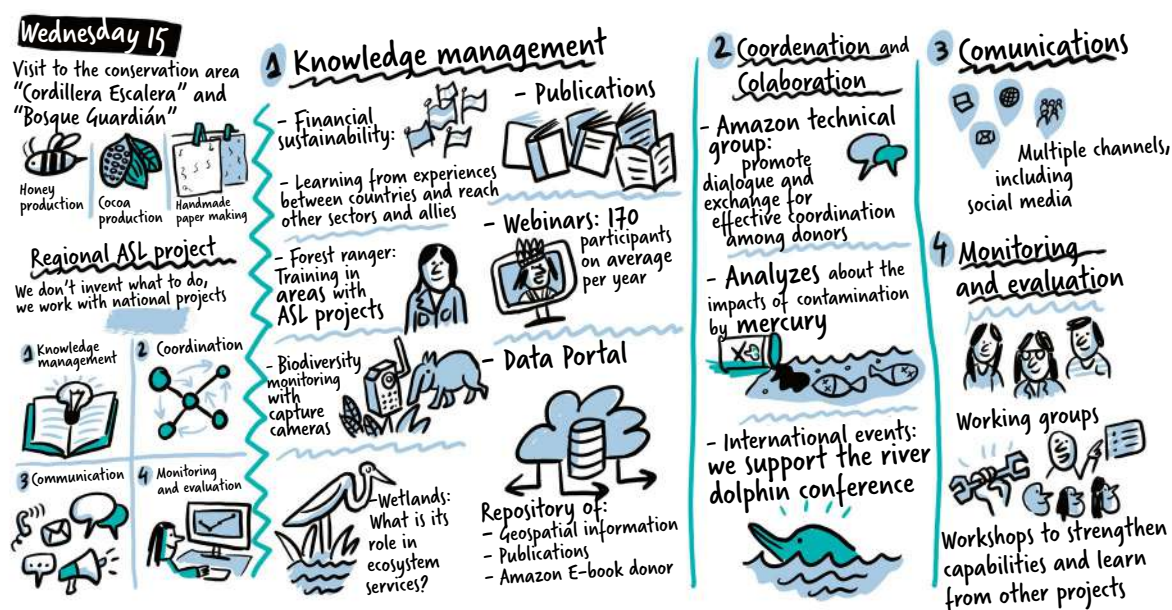 Wednesday 15
Visit to the conservation area
"Cordillera Escalera" and
"Bosque Guardián"
Honey
production
Cocoa
production
Handmade
paper making
Regional ASL project
We don't invent what to do,
we work with national projects
1 Knowledge
management
2 Coordination
3 Communication
4 Monitoring
and evaluation
1 Knowledge management
- Financial
sustainability:
- Learning from experiences
between countries and reach
other sectors and allies
- Forest ranger:
Training in
areas with
ASL projects
- Biodiversity
monitoring
with
capture
cameras
- Wetlands:
What is its
role in
ecosystem
services?
- Publications
- Webinars: 170
participants
on average
per year
- Data Portal
Repository of:
- Geospatial information
- Publications
- Amazon E-book donor
2 Coordenation and
Colaboration
- Amazon technical
group:
promote
dialogue and
exchange for
effective coordination
among donors
- Analyzes about the
impacts of contamination
by mercury
- International events:
we support the river
dolphin conference
3 Comunications
Multiple channels,
including
social media
4 Monitoring
and evaluation
Working groups
Workshops to strengthen
capabilities and learn
from other projects